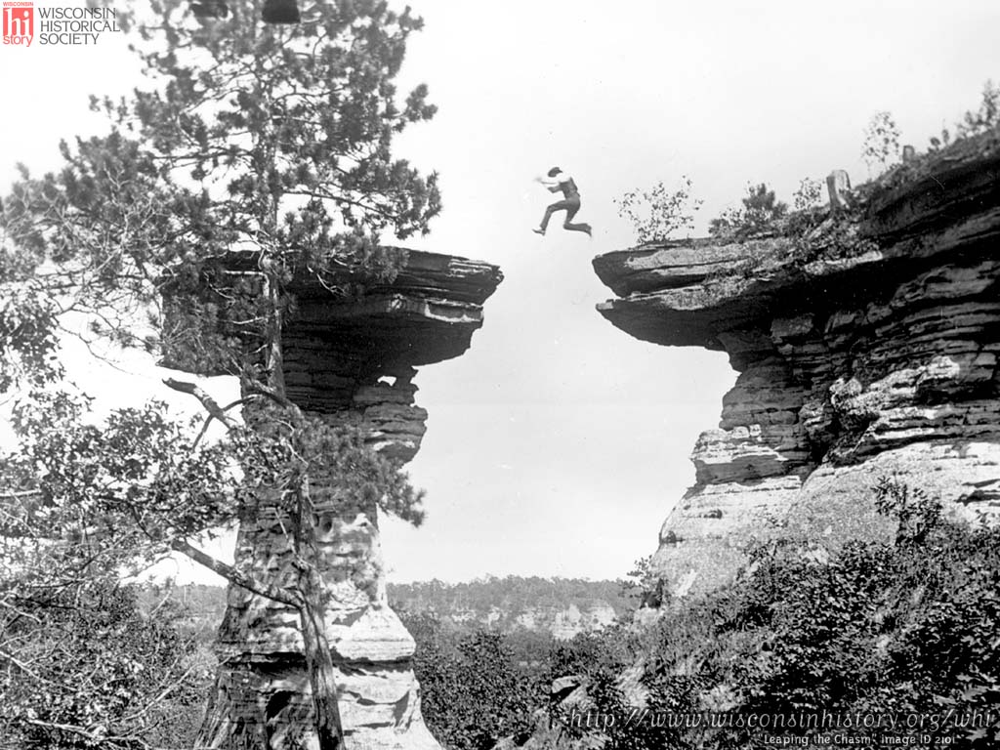 WISCONSIN
hi
story
WISCONSIN
HISTORICAL
SOCIETY
http://www.wisconsinhistory.org/whi
Leaping the Chasm - Image ID 2101